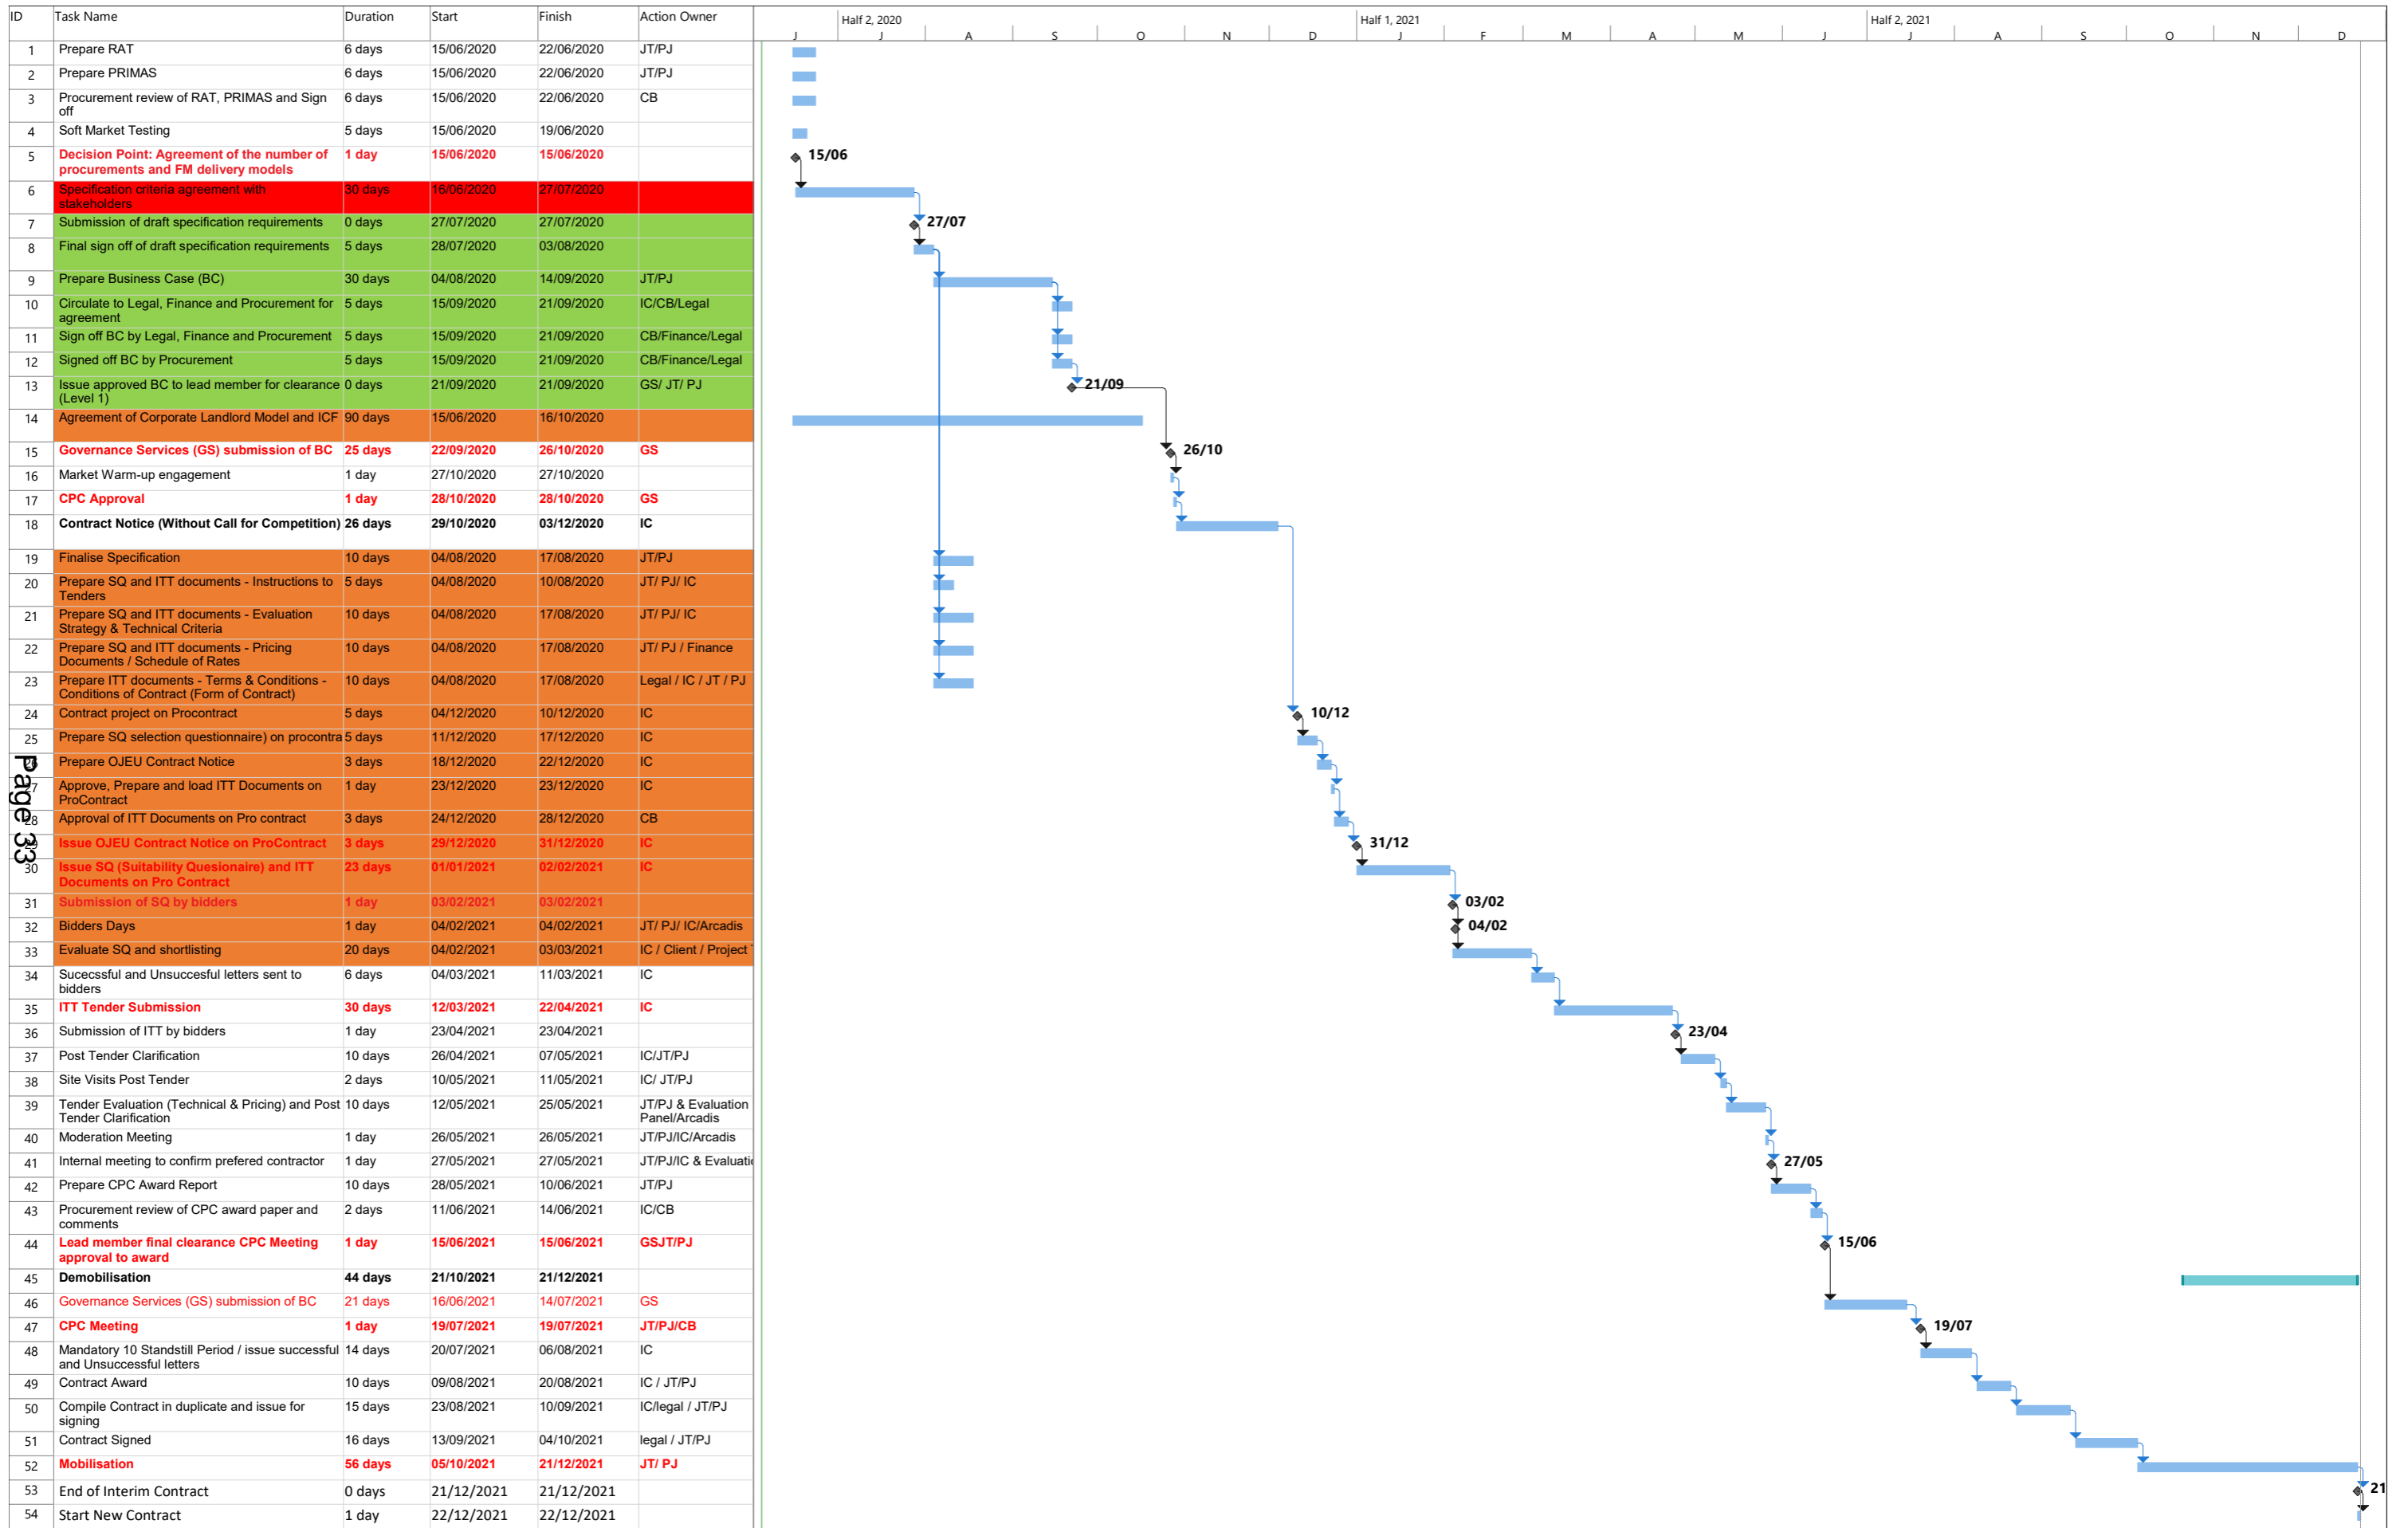 ID Task Name Duration Start Finish Action Owner
Half 2, 2020 Half 1, 2021 Half 2, 2021
J J A S O N D J F M A M J J A S O N D
1 Prepare RAT 6 days 15/06/2020 22/06/2020 JT/PJ
2 Prepare PRIMAS 6 days 15/06/2020 22/06/2020 JT/PJ
3 Procurement review of RAT, PRIMAS and Sign 6 days 15/06/2020 22/06/2020 CB
off
4 Soft Market Testing 5 days 15/06/2020 19/06/2020
5 Decision Point: Agreement of the number of 1 day 15/06/2020 15/06/2020 15/06
procurements and FM delivery models
6 Specification criteria agreement with 30 days 16/06/2020 27/07/2020
stakeholders
7 Submission of draft specification requirements 0 days 27/07/2020 27/07/2020 27/07
8 Final sign off of draft specification requirements 5 days 28/07/2020 03/08/2020
9 Prepare Business Case (BC) 30 days 04/08/2020 14/09/2020 JT/PJ
10 Circulate to Legal, Finance and Procurement for 5 days 15/09/2020 21/09/2020 IC/CB/Legal
agreement
11 Sign off BC by Legal, Finance and Procurement 5 days 15/09/2020 21/09/2020 CB/Finance/Legal
12 Signed off BC by Procurement 5 days 15/09/2020 21/09/2020 CB/Finance/Legal
13 Issue approved BC to lead member for clearance 0 days 21/09/2020 21/09/2020 GS/ JT/ PJ 21/09
(Level 1)
14 Agreement of Corporate Landlord Model and ICF 90 days 15/06/2020 16/10/2020
15 Governance Services (GS) submission of BC 25 days 22/09/2020 26/10/2020 GS 26/10
16 Market Warm-up engagement 1 day 27/10/2020 27/10/2020
17 CPC Approval 1 day 28/10/2020 28/10/2020 GS
18 Contract Notice (Without Call for Competition) 26 days 29/10/2020 03/12/2020 IC
19 Finalise Specification 10 days 04/08/2020 17/08/2020 JT/PJ
20 Prepare SQ and ITT documents - Instructions to 5 days 04/08/2020 10/08/2020 JT/ PJ/ IC
Tenders
21 Prepare SQ and ITT documents - Evaluation 10 days 04/08/2020 17/08/2020 JT/ PJ/ IC
Strategy & Technical Criteria
22 Prepare SQ and ITT documents - Pricing 10 days 04/08/2020 17/08/2020 JT/ PJ / Finance
Documents / Schedule of Rates
23 Prepare ITT documents - Terms & Conditions - 10 days 04/08/2020 17/08/2020 Legal / IC / JT / PJ
Conditions of Contract (Form of Contract)
24 Contract project on Procontract 5 days 04/12/2020 10/12/2020 IC 10/12
25 Prepare SQ selection questionnaire) on procontra 5 days 11/12/2020 17/12/2020 IC
26 Prepare OJEU Contract Notice 3 days 18/12/2020 22/12/2020 IC
27 Approve, Prepare and load ITT Documents on 1 day 23/12/2020 23/12/2020 IC
ProContract
28 Approval of ITT Documents on Pro contract 3 days 24/12/2020 28/12/2020 CB
29 Issue OJEU Contract Notice on ProContract 3 days 29/12/2020 31/12/2020 IC 31/12
30 Issue SQ (Suitability Quesionaire) and ITT 23 days 01/01/2021 02/02/2021 IC
Documents on Pro Contract
31 Submission of SQ by bidders 1 day 03/02/2021 03/02/2021 03/02
32 Bidders Days 1 day 04/02/2021 04/02/2021 JT/ PJ/ IC/Arcadis 04/02
33 Evaluate SQ and shortlisting 20 days 04/02/2021 03/03/2021 IC / Client / Project
34 Sucecssful and Unsuccesful letters sent to 6 days 04/03/2021 11/03/2021 IC
bidders
35 ITT Tender Submission 30 days 12/03/2021 22/04/2021 IC
36 Submission of ITT by bidders 1 day 23/04/2021 23/04/2021 23/04
37 Post Tender Clarification 10 days 26/04/2021 07/05/2021 IC/JT/PJ
38 Site Visits Post Tender 2 days 10/05/2021 11/05/2021 IC/ JT/PJ
39 Tender Evaluation (Technical & Pricing) and Post 10 days 12/05/2021 25/05/2021 JT/PJ & Evaluation
Tender Clarification Panel/Arcadis
40 Moderation Meeting 1 day 26/05/2021 26/05/2021 JT/PJ/IC/Arcadis
41 Internal meeting to confirm prefered contractor 1 day 27/05/2021 27/05/2021 JT/PJ/IC & Evaluatio 27/05
42 Prepare CPC Award Report 10 days 28/05/2021 10/06/2021 JT/PJ
43 Procurement review of CPC award paper and 2 days 11/06/2021 14/06/2021 IC/CB
comments
44 Lead member final clearance CPC Meeting 1 day 15/06/2021 15/06/2021 GSJT/PJ 15/06
approval to award
45 Demobilisation 44 days 21/10/2021 21/12/2021
46 Governance Services (GS) submission of BC 21 days 16/06/2021 14/07/2021 GS
47 CPC Meeting 1 day 19/07/2021 19/07/2021 JT/PJ/CB 19/07
48 Mandatory 10 Standstill Period / issue successful 14 days 20/07/2021 06/08/2021 IC
and Unsuccessful letters
49 Contract Award 10 days 09/08/2021 20/08/2021 IC / JT/PJ
50 Compile Contract in duplicate and issue for 15 days 23/08/2021 10/09/2021 IC/legal / JT/PJ
signing
51 Contract Signed 16 days 13/09/2021 04/10/2021 legal / JT/PJ
52 Mobilisation 56 days 05/10/2021 21/12/2021 JT/ PJ
53 End of Interim Contract 0 days 21/12/2021 21/12/2021 21
54 Start New Contract 1 day 22/12/2021 22/12/2021
Page 33